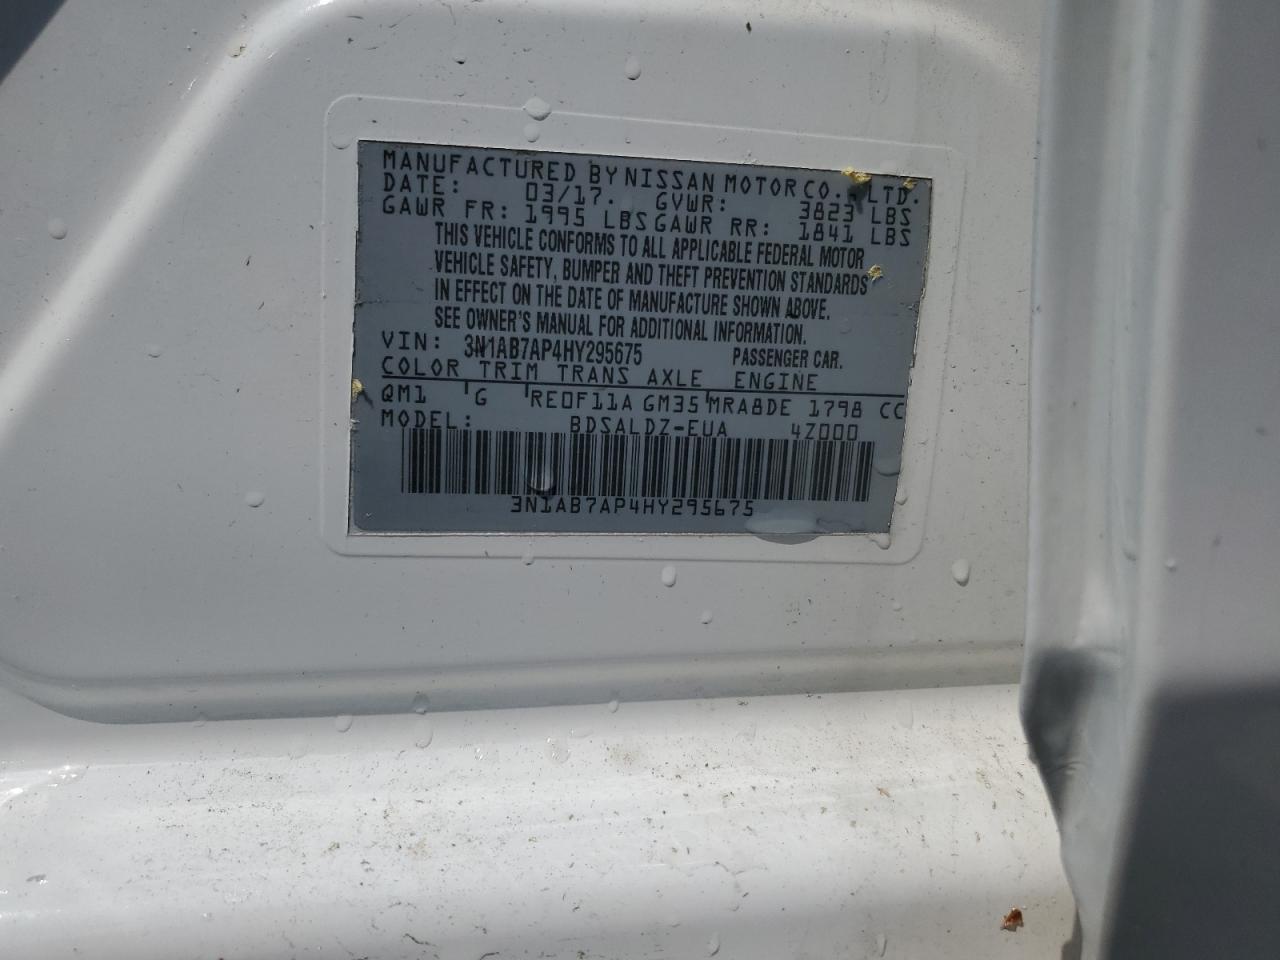 MANUFACTURED BY NISSAN MOTOR CO., LTD.
DATE: 03/17. GVWR: 3823 LBS
GAWR FR: 1995 LBS GAWR RR: 1841 LBS
THIS VEHICLE CONFORMS TO ALL APPLICABLE FEDERAL MOTOR
VEHICLE SAFETY, BUMPER AND THEFT PREVENTION STANDARDS
IN EFFECT ON THE DATE OF MANUFACTURE SHOWN ABOVE.
SEE OWNER'S MANUAL FOR ADDITIONAL INFORMATION.
VIN: 3N1AB7AP4HY295675 PASSENGER CAR.
COLOR TRIM TRANS AXLE ENGINE
QM1 G RE0F11A GM35 MRA8DE 1798 CC
MODEL: BDSALDZ-EUA 4Z000
3N1AB7AP4HY295675